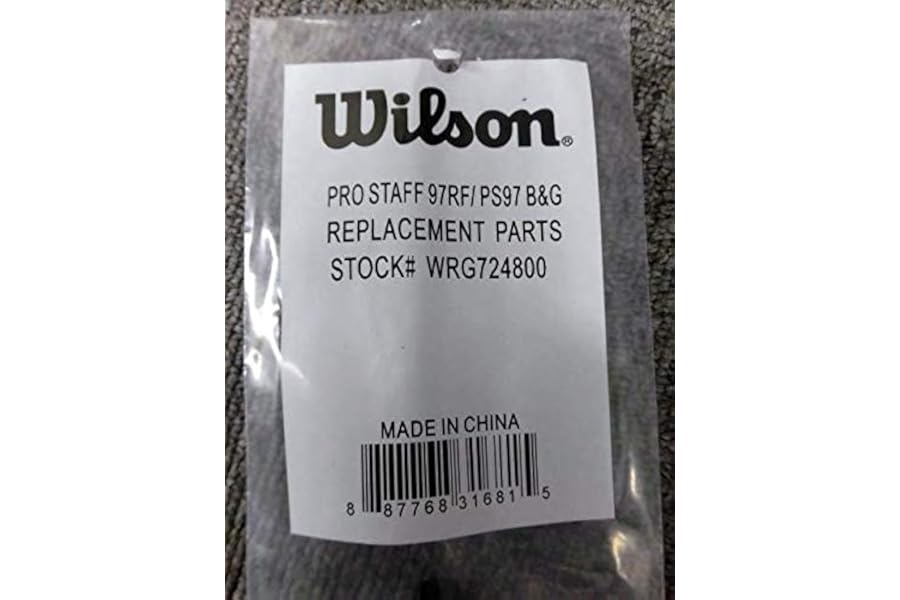 Wilson®
PRO STAFF 97RF/ PS97 B&G
REPLACEMENT PARTS
STOCK# WRG724800
MADE IN CHINA
8 87768 31681 5